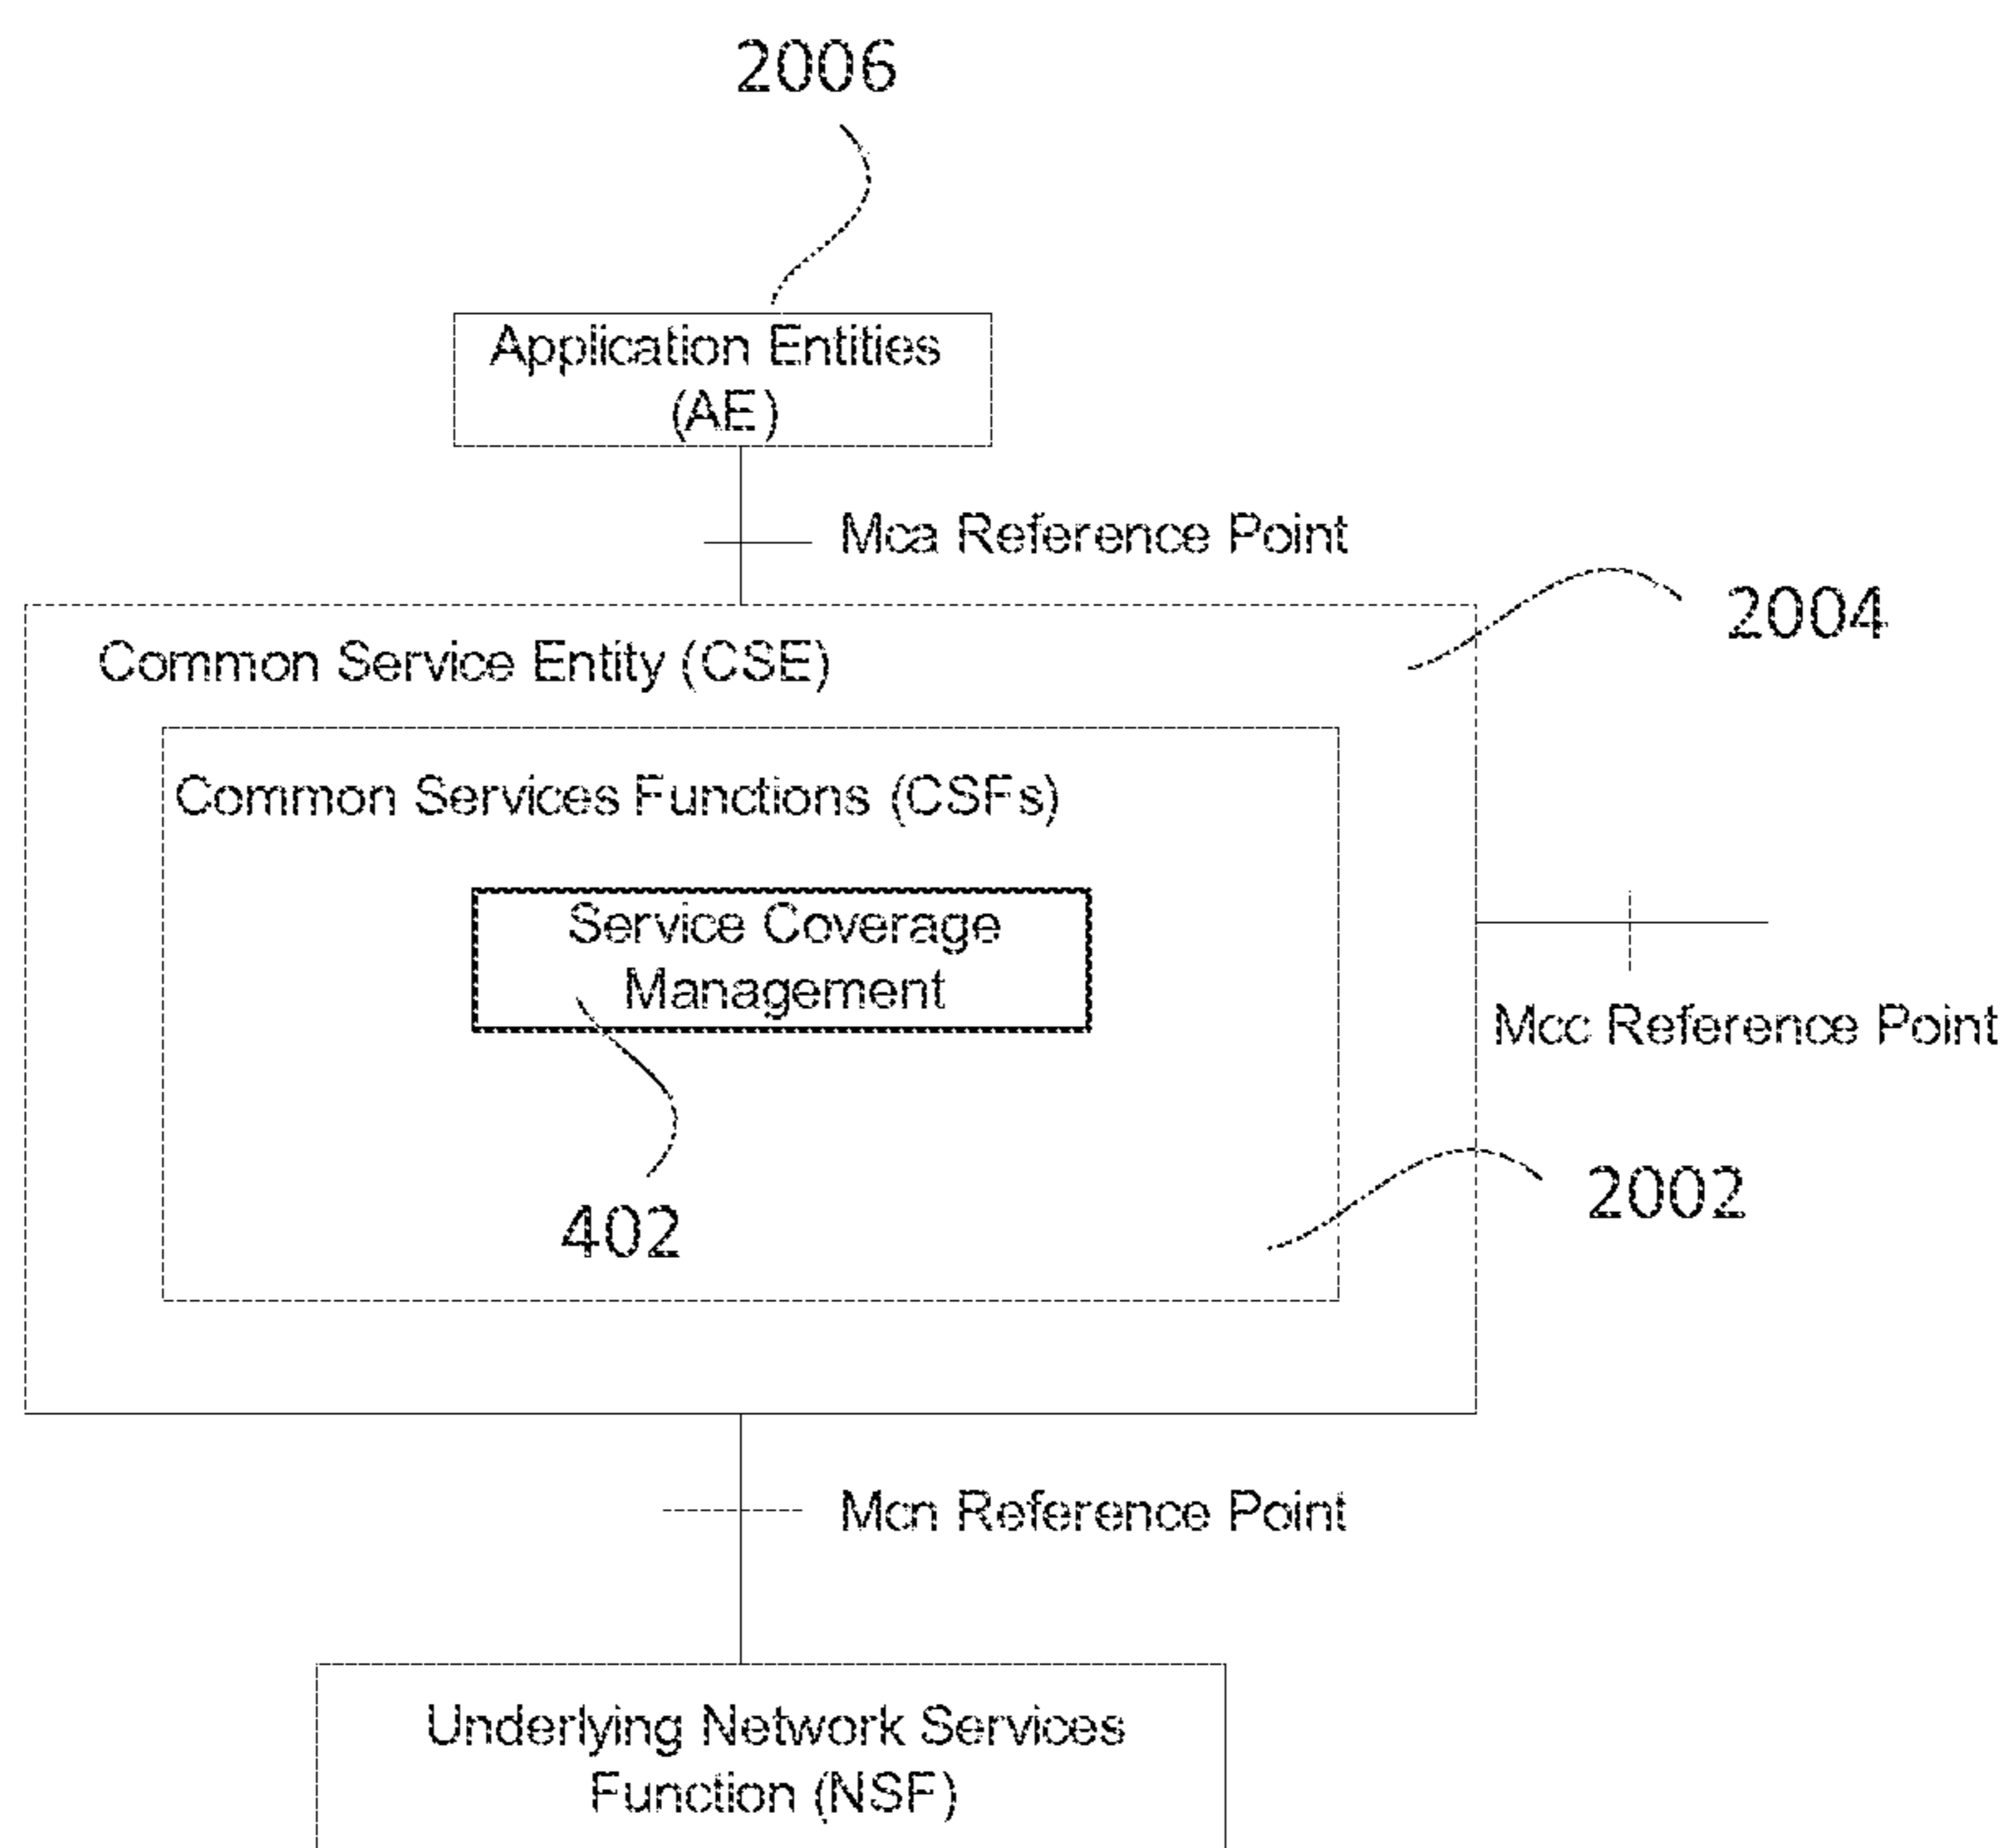 2006
Application Entities
(AE)
Mca Reference Point
2004
Common Service Entity (CSE)
Common Services Functions (CSFs)
Service Coverage
Management
Mcc Reference Point
2002
402
Mcn Reference Point
Underlying Network Services
Function (NSF)